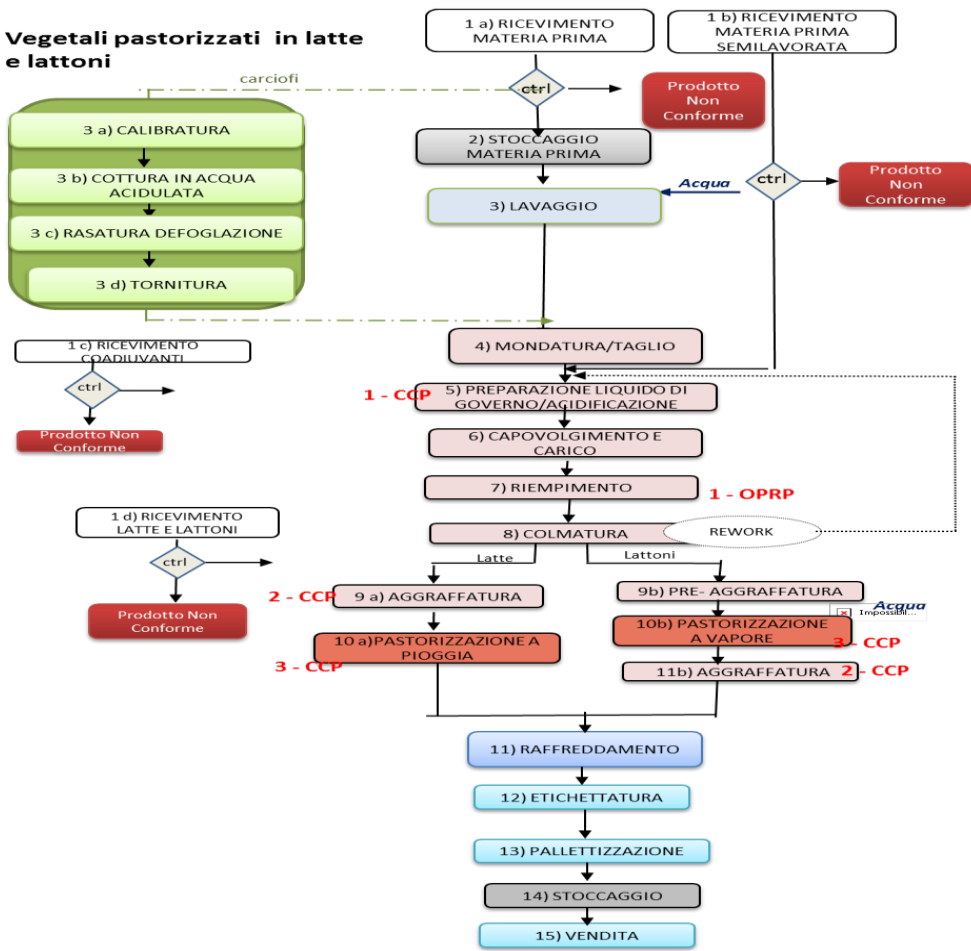 Vegetali pastorizzati in latte
e lattoni
1 a) RICEVIMENTO
MATERIA PRIMA
1 b) RICEVIMENTO
MATERIA PRIMA
SEMILAVORATA
carciofi
ctrl
Prodotto
Non
Conforme
3 a) CALIBRATURA
2) STOCCAGGIO
MATERIA PRIMA
3 b) COTTURA IN ACQUA
ACIDULATA
Acqua
ctrl
Prodotto
Non
Conforme
3) LAVAGGIO
3 c) RASATURA DEFOGLAZIONE
3 d) TORNITURA
1 c) RICEVIMENTO
COADIUVANTI
4) MONDATURA/TAGLIO
ctrl
1 - CCP
5) PREPARAZIONE LIQUIDO DI
GOVERNO/ACIDIFICAZIONE
Prodotto Non
Conforme
6) CAPOVOLGIMENTO E
CARICO
7) RIEMPIMENTO
1 - OPRP
1 d) RICEVIMENTO
LATTE E LATTONI
8) COLMATURA
REWORK
ctrl
Latte
Lattoni
2 - CCP
9 a) AGGRAFFATURA
9b) PRE- AGGRAFFATURA
Prodotto Non
Conforme
Acqua
Impossibil...
10 a)PASTORIZZAZIONE A
PIOGGIA
10b) PASTORIZZAZIONE
A VAPORE
3 - CCP
3 - CCP
11b) AGGRAFFATURA
2 - CCP
11) RAFFREDDAMENTO
12) ETICHETTATURA
13) PALLETTIZZAZIONE
14) STOCCAGGIO
15) VENDITA